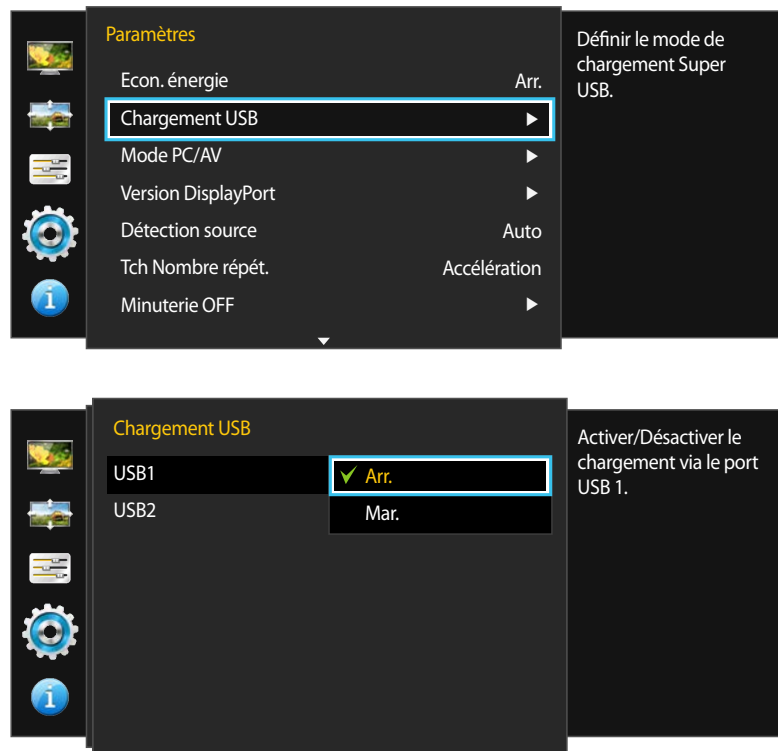 Paramètres
Econ. énergie Arr.
Chargement USB
Mode PC/AV
Version DisplayPort
Détection source Auto
Tch Nombre répét. Accélération
Minuterie OFF
Définir le mode de
chargement Super
USB.
i
Chargement USB
USB1 Arr.
USB2 Mar.
Activer/Désactiver le
chargement via le port
USB 1.
i